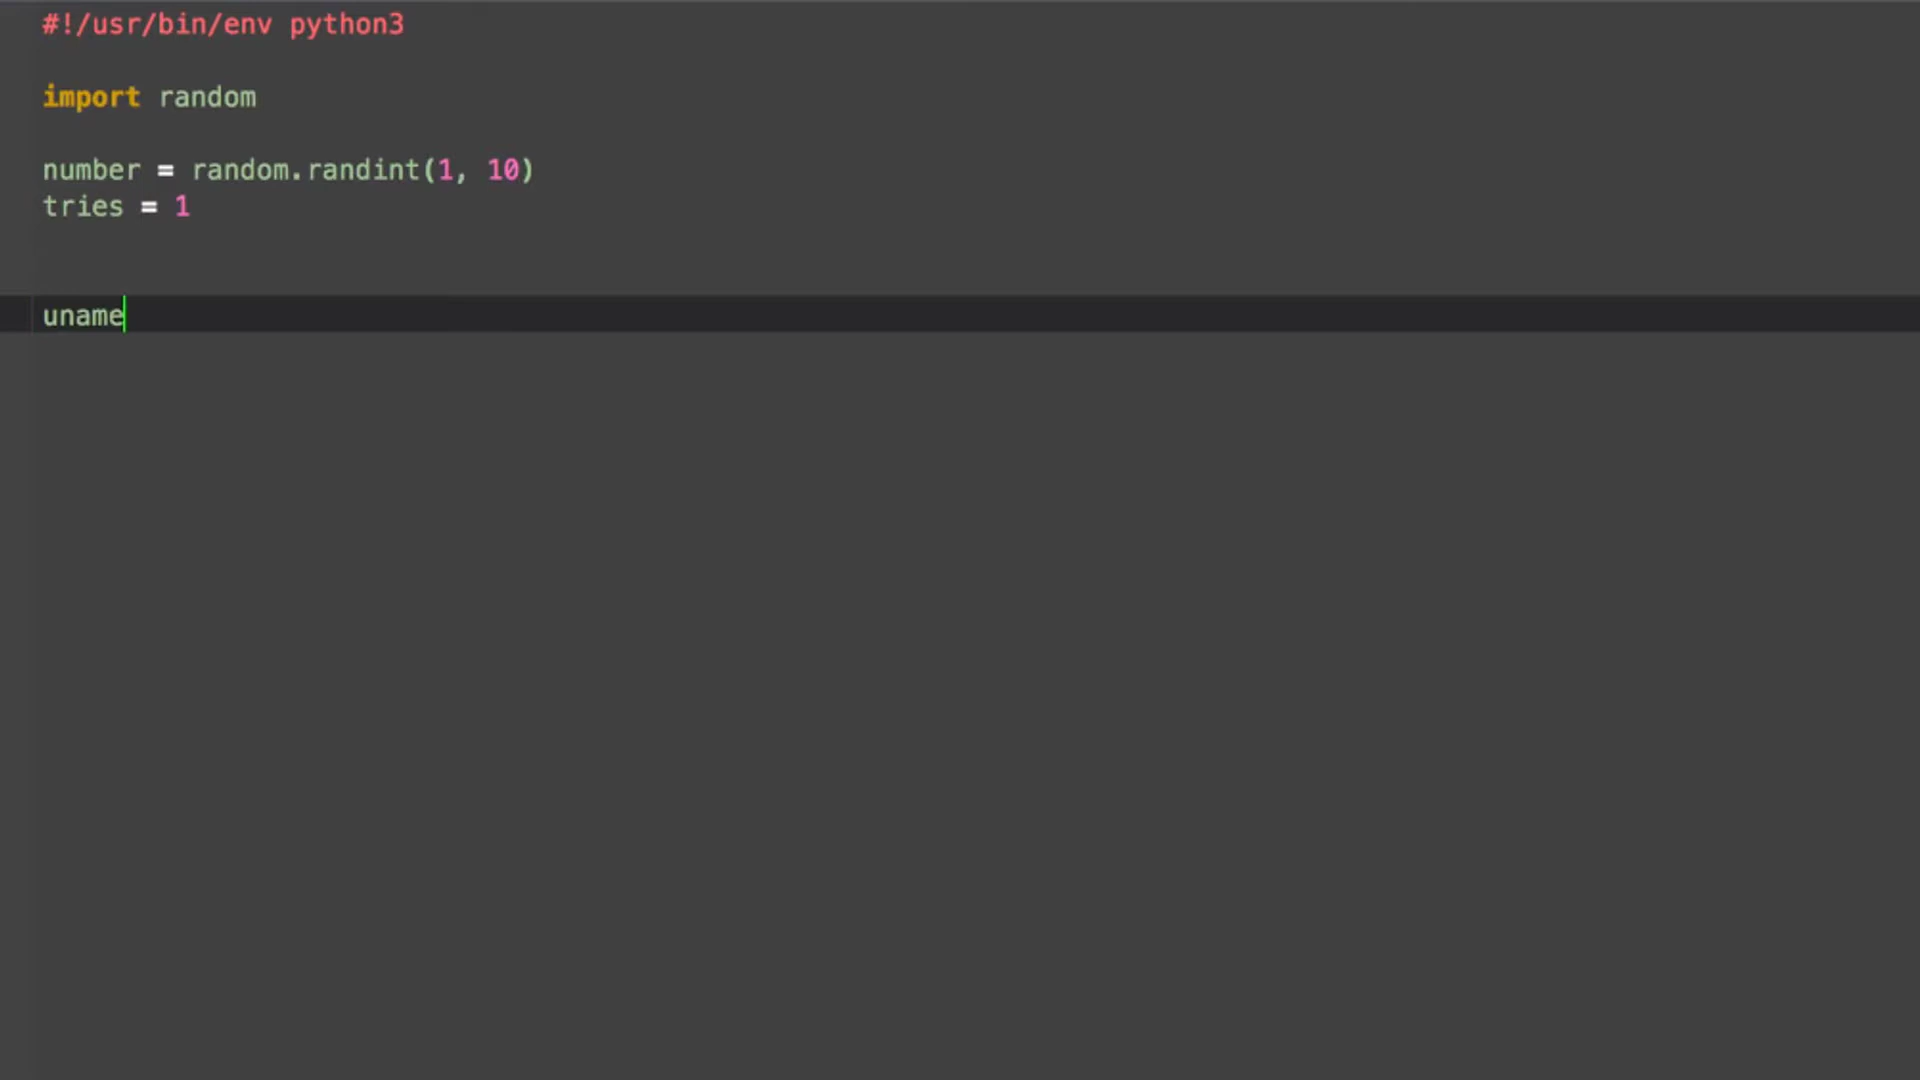 #!/usr/bin/env python3
import random
number = random.randint(1, 10)
tries = 1
uname